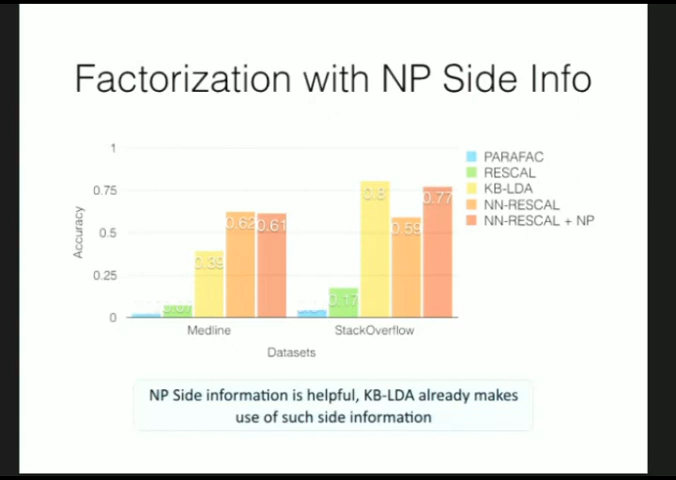 Factorization with NP Side Info
1
0.75
0.5
0.25
0
Accuracy
0.07
0.39
0.62
0.61
0.17
0.8
0.59
0.77
Medline
StackOverflow
Datasets
PARAFAC
RESCAL
KB-LDA
NN-RESCAL
NN-RESCAL + NP
NP Side information is helpful, KB-LDA already makes
use of such side information